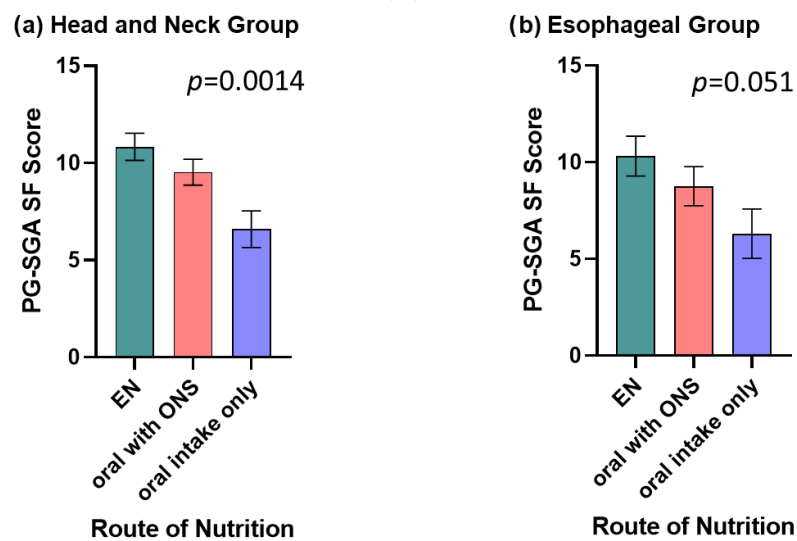 (a) Head and Neck Group
p=0.0014
PG-SGA SF Score
15
10
5
0
EN
oral with ONS
oral intake only
Route of Nutrition
(b) Esophageal Group
p=0.051
PG-SGA SF Score
15
10
5
0
EN
oral with ONS
oral intake only
Route of Nutrition